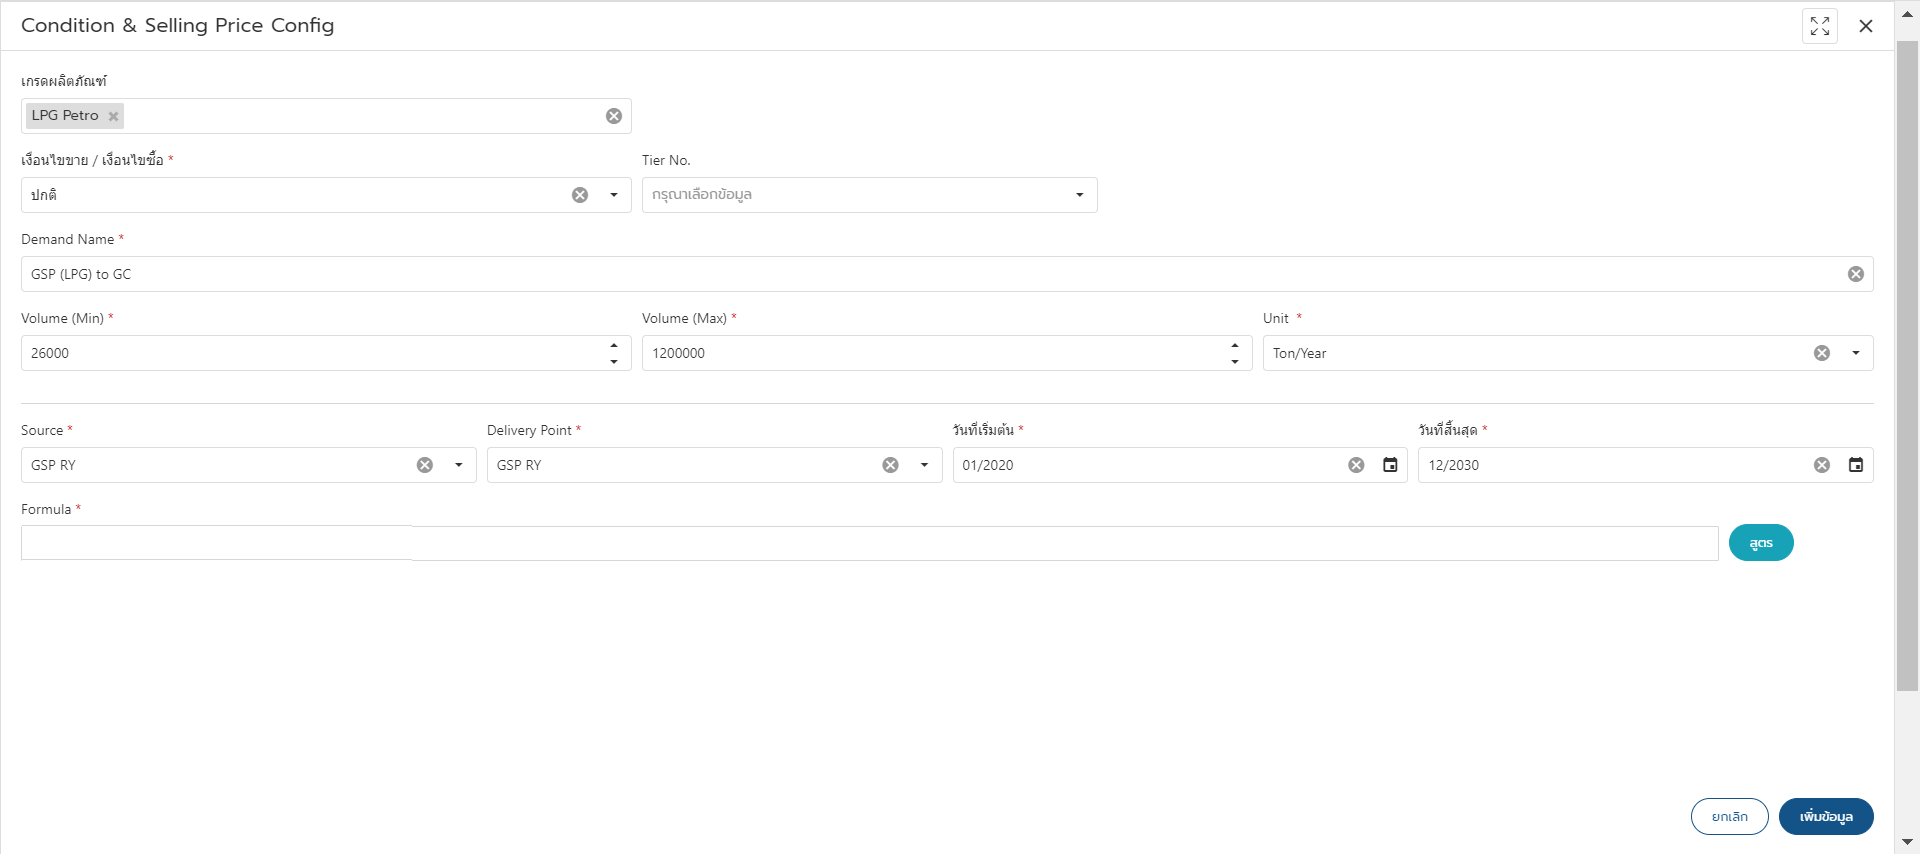 Condition & Selling Price Config
เกรดผลิตภัณฑ์
LPG Petro
เงื่อนไขขาย / เงื่อนไขซื้อ * Tier No.
ปกติ กรุณาเลือกข้อมูล
Demand Name *
GSP (LPG) to GC
Volume (Min) * Volume (Max) * Unit *
26000 1200000 Ton/Year
Source * Delivery Point * วันที่เริ่มต้น * วันที่สิ้นสุด *
GSP RY GSP RY 01/2020 12/2030
Formula *
สูตร
ยกเลิก เพิ่มข้อมูล